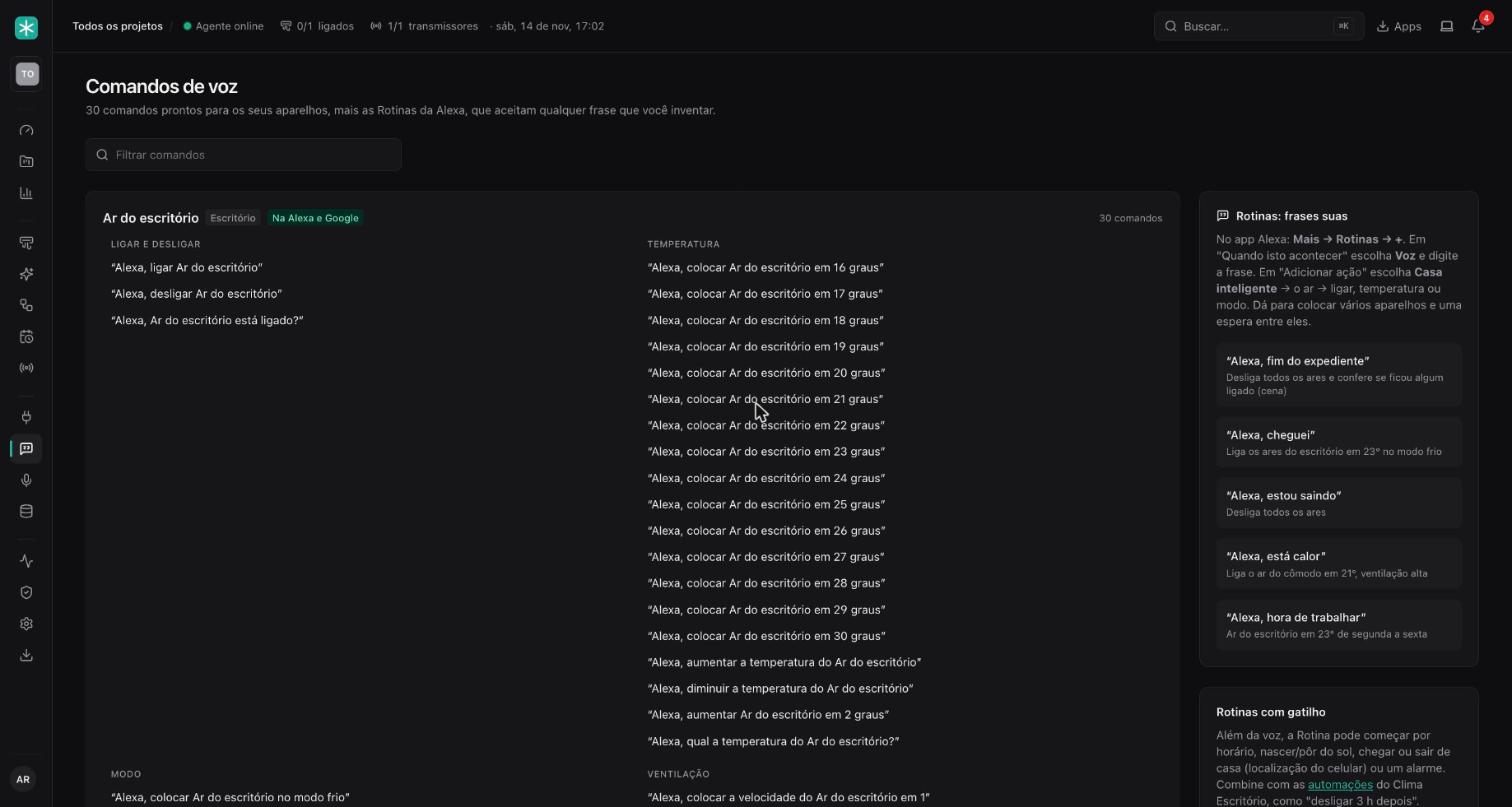 Todos os projetos / Agente online 0/1 ligados 1/1 transmissores · sáb, 14 de nov, 17:02
Buscar... ⌘K Apps 4
TO
Comandos de voz
30 comandos prontos para os seus aparelhos, mais as Rotinas da Alexa, que aceitam qualquer frase que você inventar.
Filtrar comandos
Ar do escritório Escritório Na Alexa e Google 30 comandos
LIGAR E DESLIGAR
“Alexa, ligar Ar do escritório”
“Alexa, desligar Ar do escritório”
“Alexa, Ar do escritório está ligado?”
TEMPERATURA
“Alexa, colocar Ar do escritório em 16 graus”
“Alexa, colocar Ar do escritório em 17 graus”
“Alexa, colocar Ar do escritório em 18 graus”
“Alexa, colocar Ar do escritório em 19 graus”
“Alexa, colocar Ar do escritório em 20 graus”
“Alexa, colocar Ar do escritório em 21 graus”
“Alexa, colocar Ar do escritório em 22 graus”
“Alexa, colocar Ar do escritório em 23 graus”
“Alexa, colocar Ar do escritório em 24 graus”
“Alexa, colocar Ar do escritório em 25 graus”
“Alexa, colocar Ar do escritório em 26 graus”
“Alexa, colocar Ar do escritório em 27 graus”
“Alexa, colocar Ar do escritório em 28 graus”
“Alexa, colocar Ar do escritório em 29 graus”
“Alexa, colocar Ar do escritório em 30 graus”
“Alexa, aumentar a temperatura do Ar do escritório”
“Alexa, diminuir a temperatura do Ar do escritório”
“Alexa, aumentar Ar do escritório em 2 graus”
“Alexa, qual a temperatura do Ar do escritório?”
MODO
“Alexa, colocar Ar do escritório no modo frio”
VENTILAÇÃO
“Alexa, colocar a velocidade do Ar do escritório em 1”
Rotinas: frases suas
No app Alexa: Mais → Rotinas → +. Em
"Quando isto acontecer" escolha Voz e digite
a frase. Em "Adicionar ação" escolha Casa
inteligente → o ar → ligar, temperatura ou
modo. Dá para colocar vários aparelhos e uma
espera entre eles.
“Alexa, fim do expediente”
Desliga todos os ares e confere se ficou algum
ligado (cena)
“Alexa, cheguei”
Liga os ares do escritório em 23° no modo frio
“Alexa, estou saindo”
Desliga todos os ares
“Alexa, está calor”
Liga o ar do cômodo em 21°, ventilação alta
“Alexa, hora de trabalhar”
Ar do escritório em 23° de segunda a sexta
Rotinas com gatilho
Além da voz, a Rotina pode começar por
horário, nascer/pôr do sol, chegar ou sair de
casa (localização do celular) ou um alarme.
Combine com as automações do Clima
Escritório, como "desligar 3 h depois".
AR